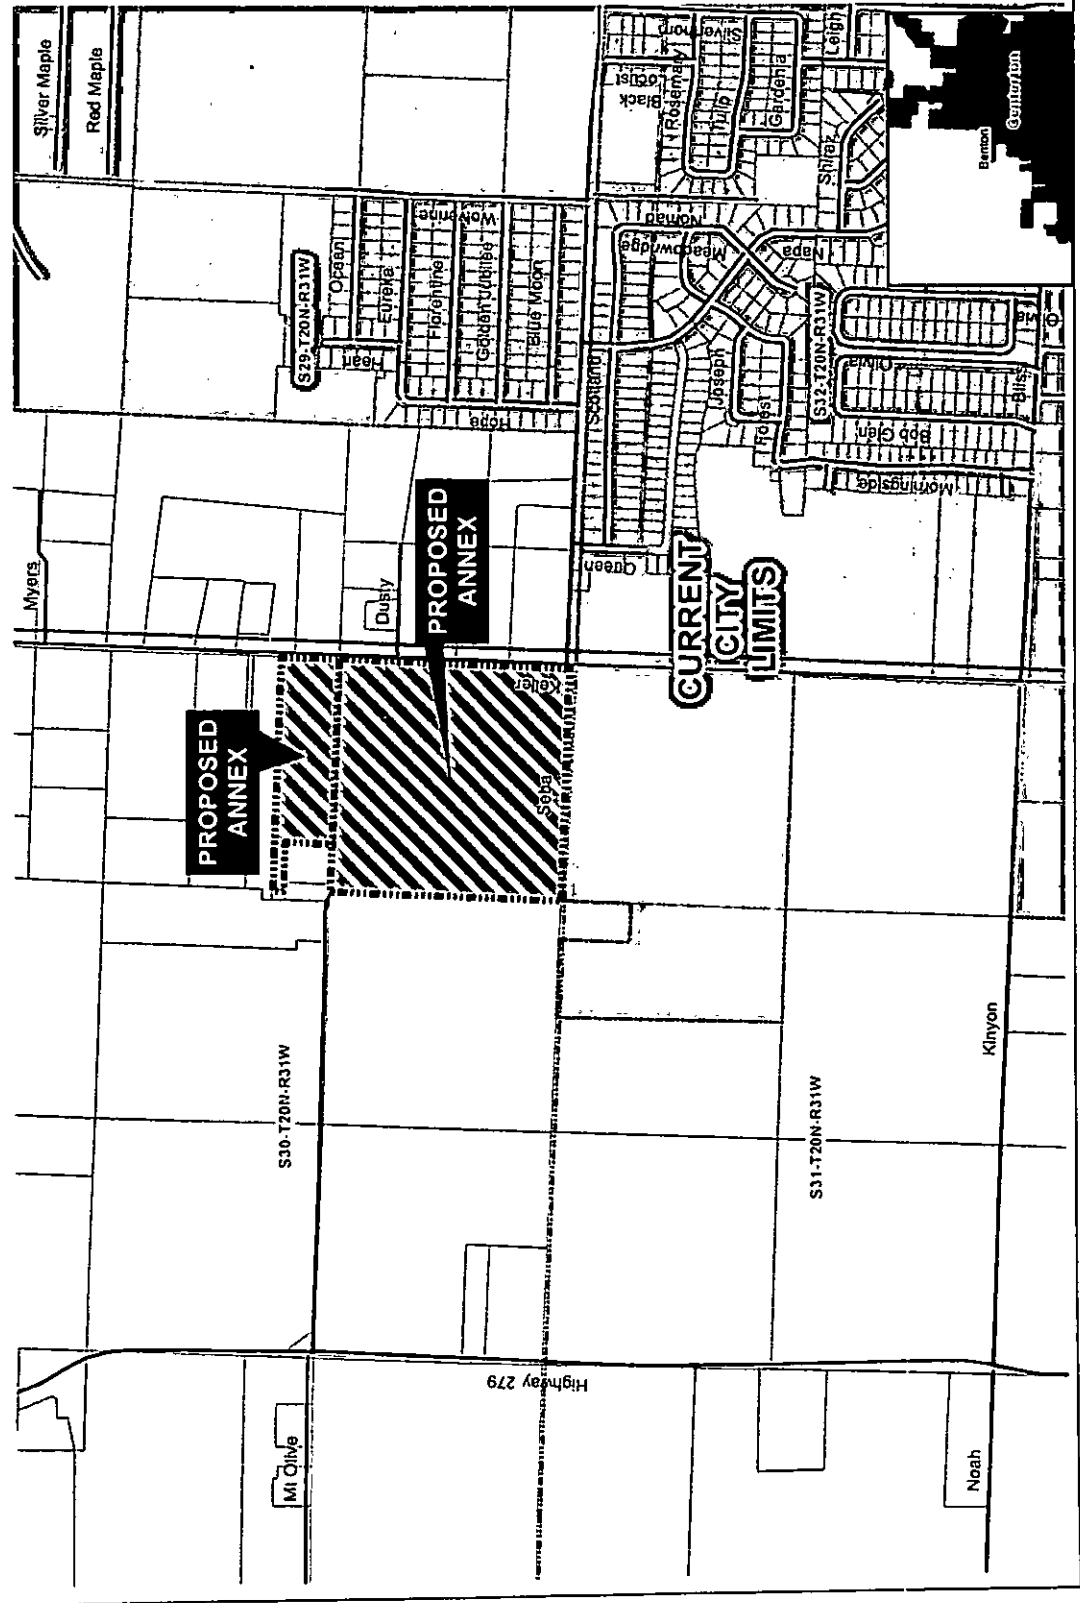 Silver Maple
Red Maple
Myers
S29-T20N-R31W
Ocean
Eureka
Florentine
Golden Jubilee
Blue Moon
Wolverine
Hope
Dusty
PROPOSED
ANNEX
PROPOSED
ANNEX
Keller
Seba
Scotland
Queen
Black
Locust
Rosemary
Tulip
Gardenia
Silverthorn
Leigh
Shiraz
Nomad
Meadowridge
Napa
Joseph
Forest
S32-T20N-R31W
Olivia
Bliss
Bob Glen
Morningside
CURRENT
CITY
LIMITS
Benton
Centerton
S30-T20N-R31W
S31-T20N-R31W
Kinyon
Highway 279
Mt Olive
Noah